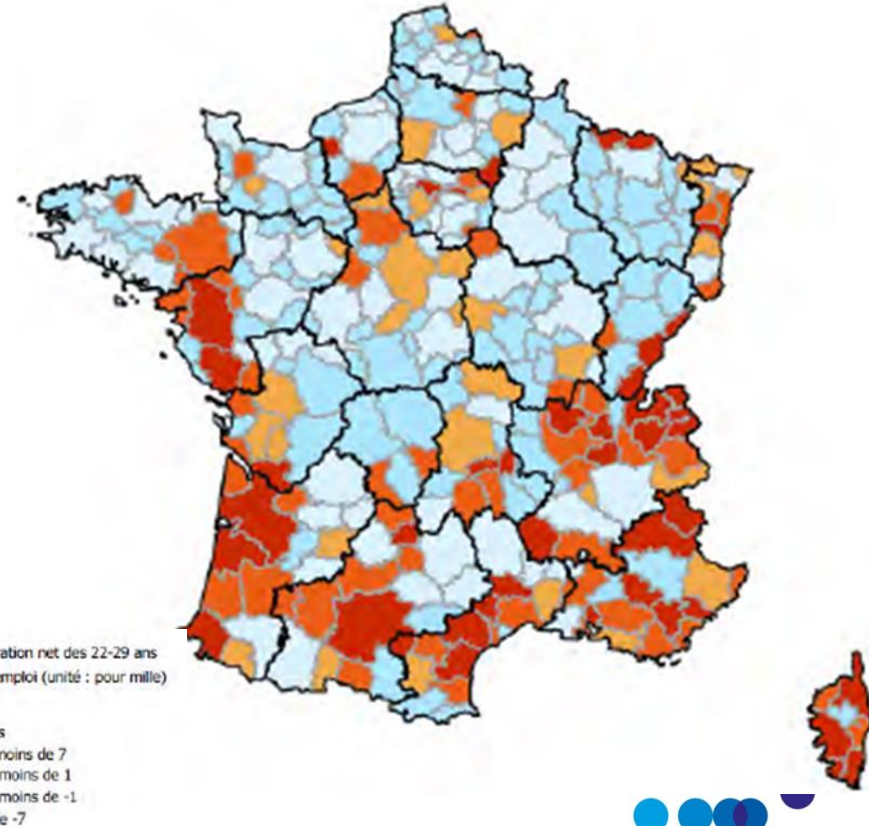 ation net des 22-29 ans
emploi (unité : pour mille)
s
moins de 7
moins de 1
moins de -1
e -7